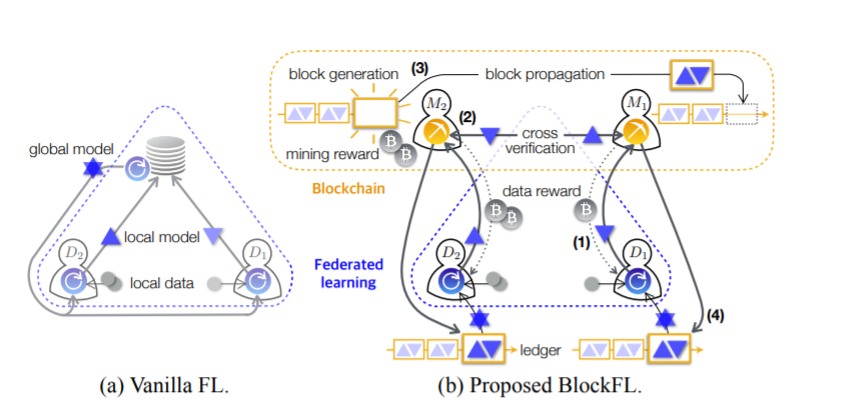 global model
D₂
local model
D₁
local data
(a) Vanilla FL.
block generation
(3)
block propagation
M₂
(2)
M₁
cross
verification
mining reward
B
B
Blockchain
data reward
B
B
B
Federated
learning
D₂
(1)
D₁
(4)
ledger
(b) Proposed BlockFL.